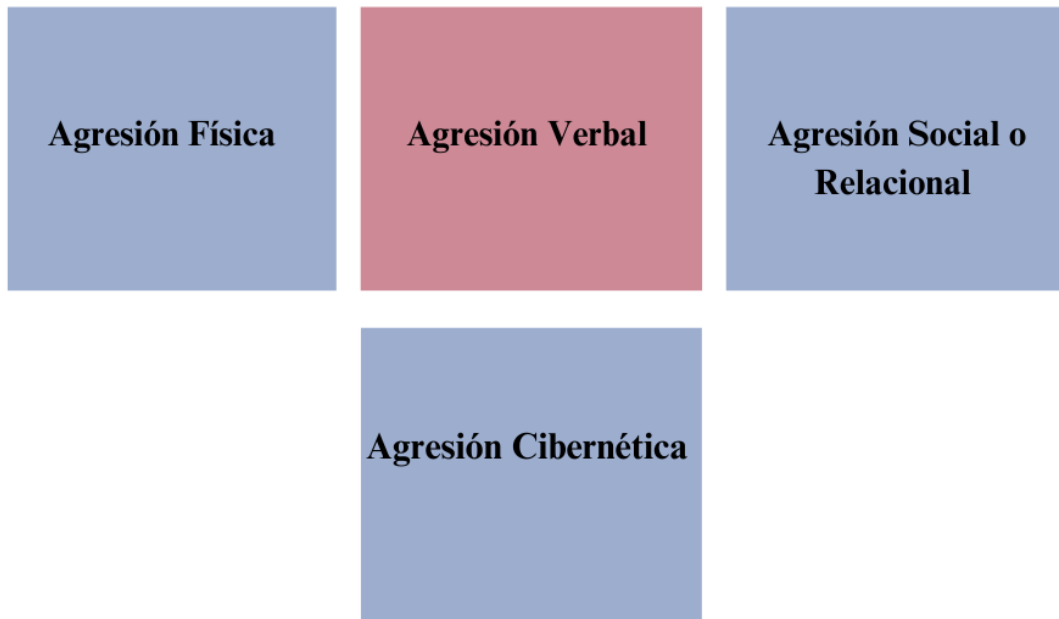 Agresión Física
Agresión Verbal
Agresión Social o
Relacional
Agresión Cibernética